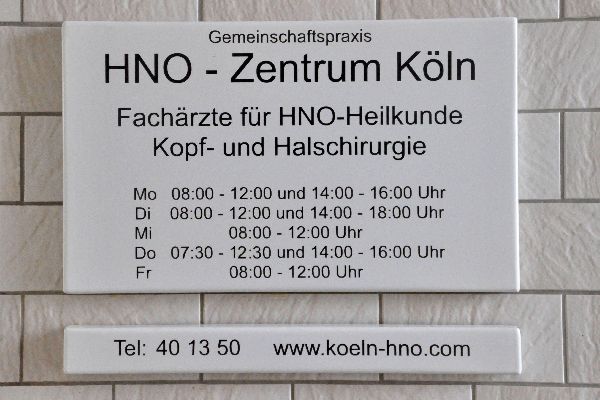 Gemeinschaftspraxis
HNO - Zentrum Köln
Fachärzte für HNO-Heilkunde
Kopf- und Halschirurgie
Mo 08:00 - 12:00 und 14:00 - 16:00 Uhr
Di 08:00 - 12:00 und 14:00 - 18:00 Uhr
Mi 08:00 - 12:00 Uhr
Do 07:30 - 12:30 und 14:00 - 16:00 Uhr
Fr 08:00 - 12:00 Uhr
Tel: 40 13 50 www.koeln-hno.com